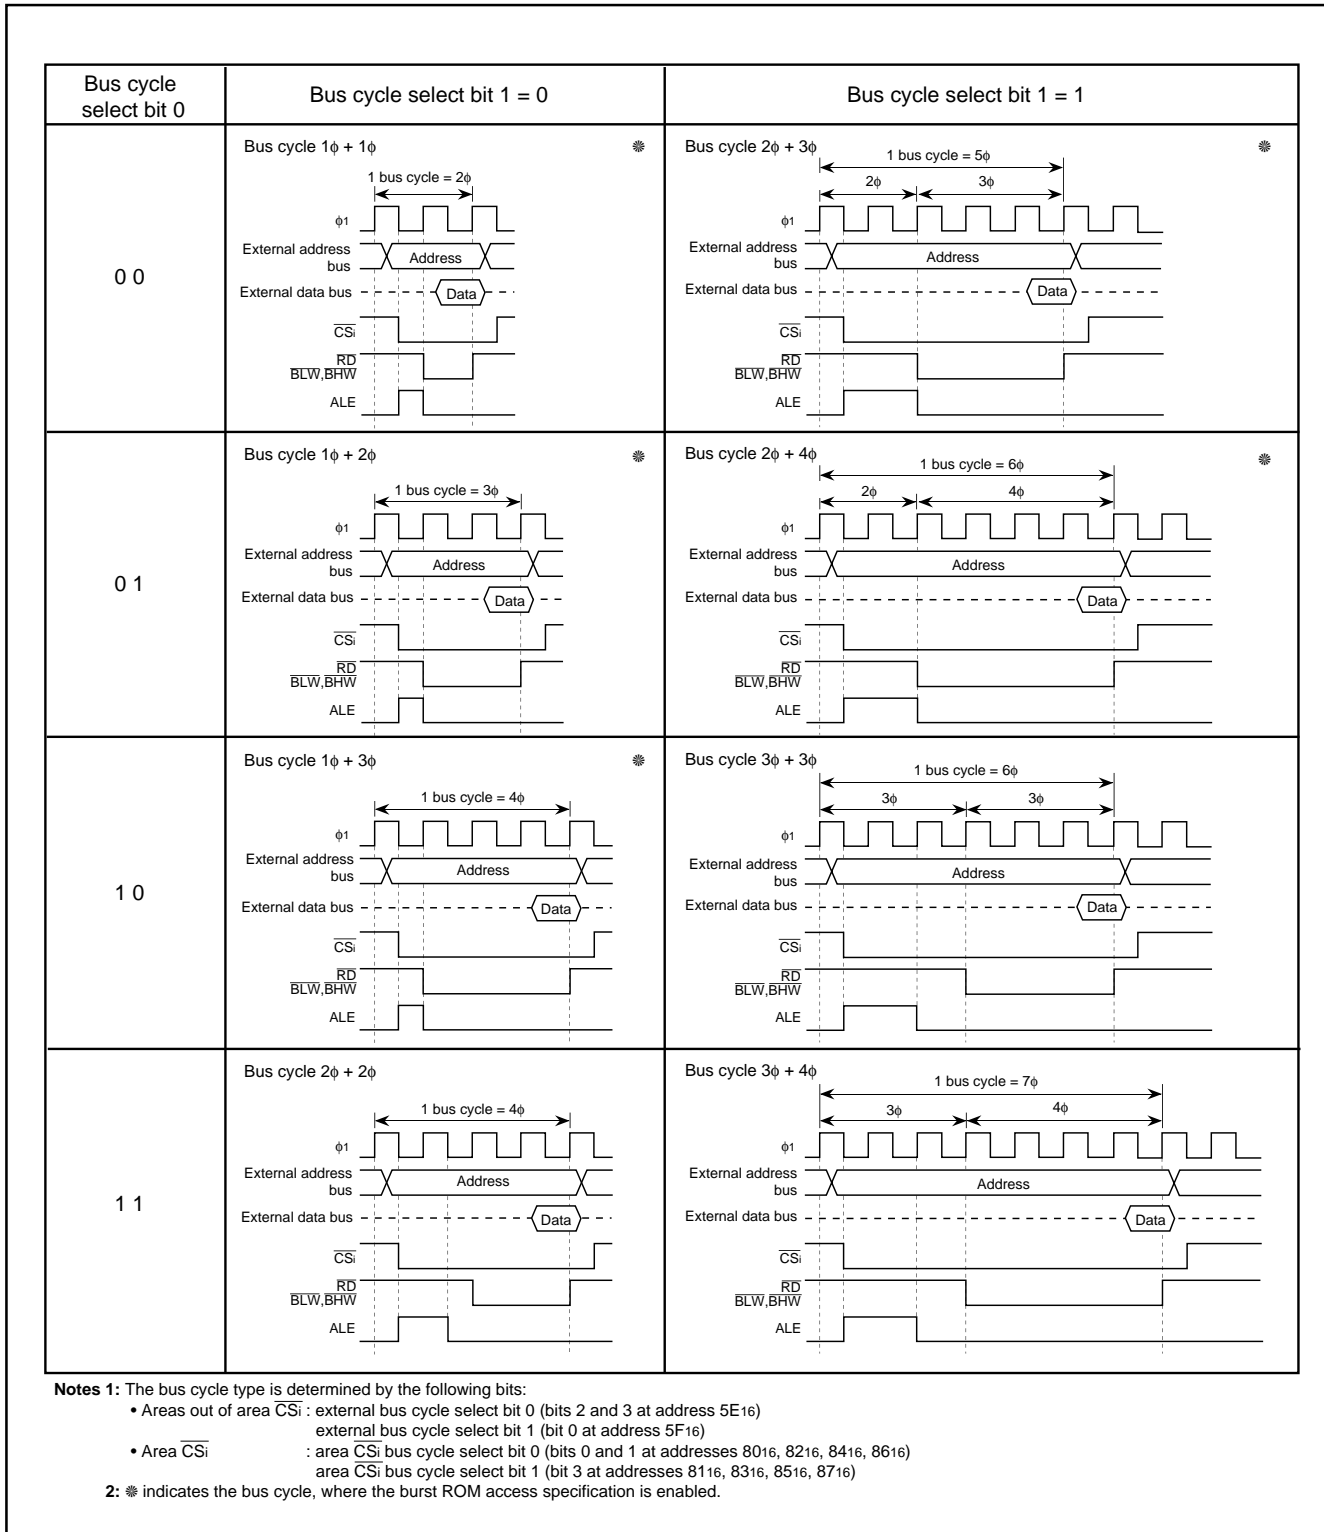 Bus cycle
select bit 0
Bus cycle select bit 1 = 0
Bus cycle select bit 1 = 1
0 0
Bus cycle 1ϕ + 1ϕ ❊
1 bus cycle = 2ϕ
ϕ1
External address
bus
Address
External data bus
Data
CSi
RD
BLW,BHW
ALE
Bus cycle 2ϕ + 3ϕ ❊
1 bus cycle = 5ϕ
2ϕ 3ϕ
ϕ1
External address
bus
Address
External data bus
Data
CSi
RD
BLW,BHW
ALE
0 1
Bus cycle 1ϕ + 2ϕ ❊
1 bus cycle = 3ϕ
ϕ1
External address
bus
Address
External data bus
Data
CSi
RD
BLW,BHW
ALE
Bus cycle 2ϕ + 4ϕ ❊
1 bus cycle = 6ϕ
2ϕ 4ϕ
ϕ1
External address
bus
Address
External data bus
Data
CSi
RD
BLW,BHW
ALE
1 0
Bus cycle 1ϕ + 3ϕ ❊
1 bus cycle = 4ϕ
ϕ1
External address
bus
Address
External data bus
Data
CSi
RD
BLW,BHW
ALE
Bus cycle 3ϕ + 3ϕ
1 bus cycle = 6ϕ
3ϕ 3ϕ
ϕ1
External address
bus
Address
External data bus
Data
CSi
RD
BLW,BHW
ALE
1 1
Bus cycle 2ϕ + 2ϕ
1 bus cycle = 4ϕ
ϕ1
External address
bus
Address
External data bus
Data
CSi
RD
BLW,BHW
ALE
Bus cycle 3ϕ + 4ϕ
1 bus cycle = 7ϕ
3ϕ 4ϕ
ϕ1
External address
bus
Address
External data bus
Data
CSi
RD
BLW,BHW
ALE
Notes 1: The bus cycle type is determined by the following bits:
• Areas out of area CSi : external bus cycle select bit 0 (bits 2 and 3 at address 5E16)
external bus cycle select bit 1 (bit 0 at address 5F16)
• Area CSi : area CSi bus cycle select bit 0 (bits 0 and 1 at addresses 8016, 8216, 8416, 8616)
area CSi bus cycle select bit 1 (bit 3 at addresses 8116, 8316, 8516, 8716)
2: ❊ indicates the bus cycle, where the burst ROM access specification is enabled.